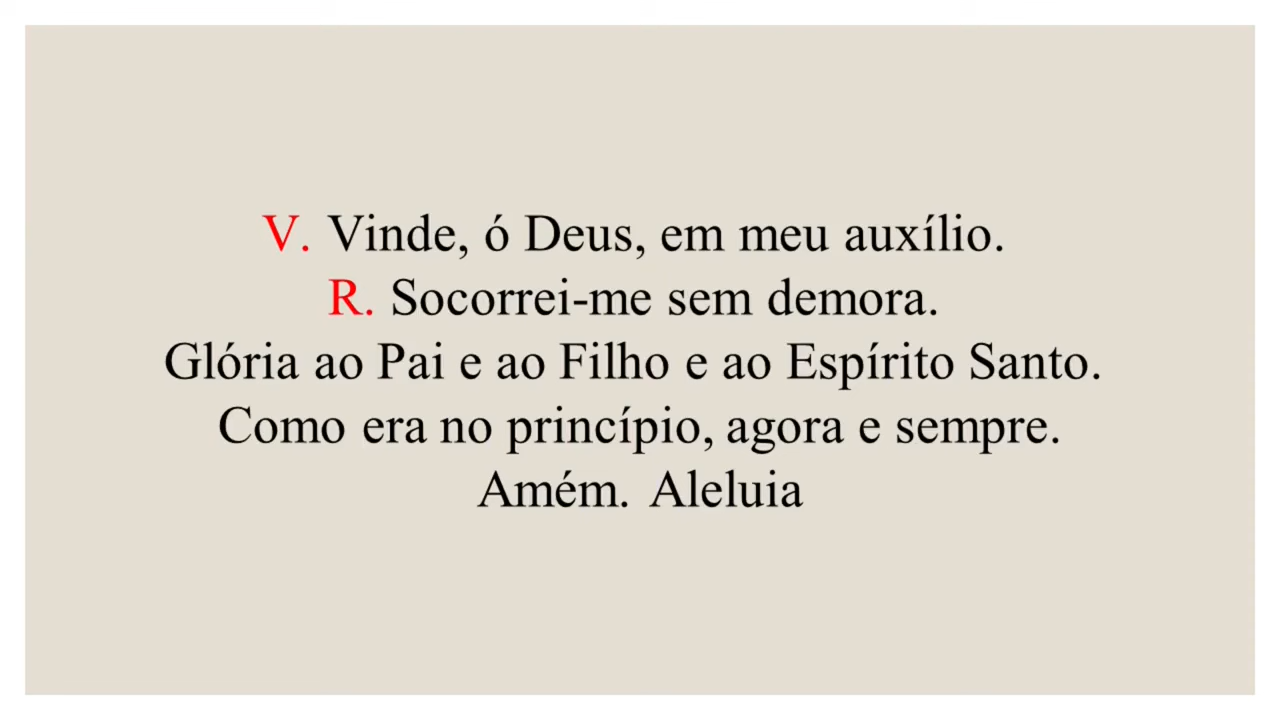 V. Vinde, ó Deus, em meu auxílio.
R. Socorrei-me sem demora.
Glória ao Pai e ao Filho e ao Espírito Santo.
Como era no princípio, agora e sempre.
Amém. Aleluia